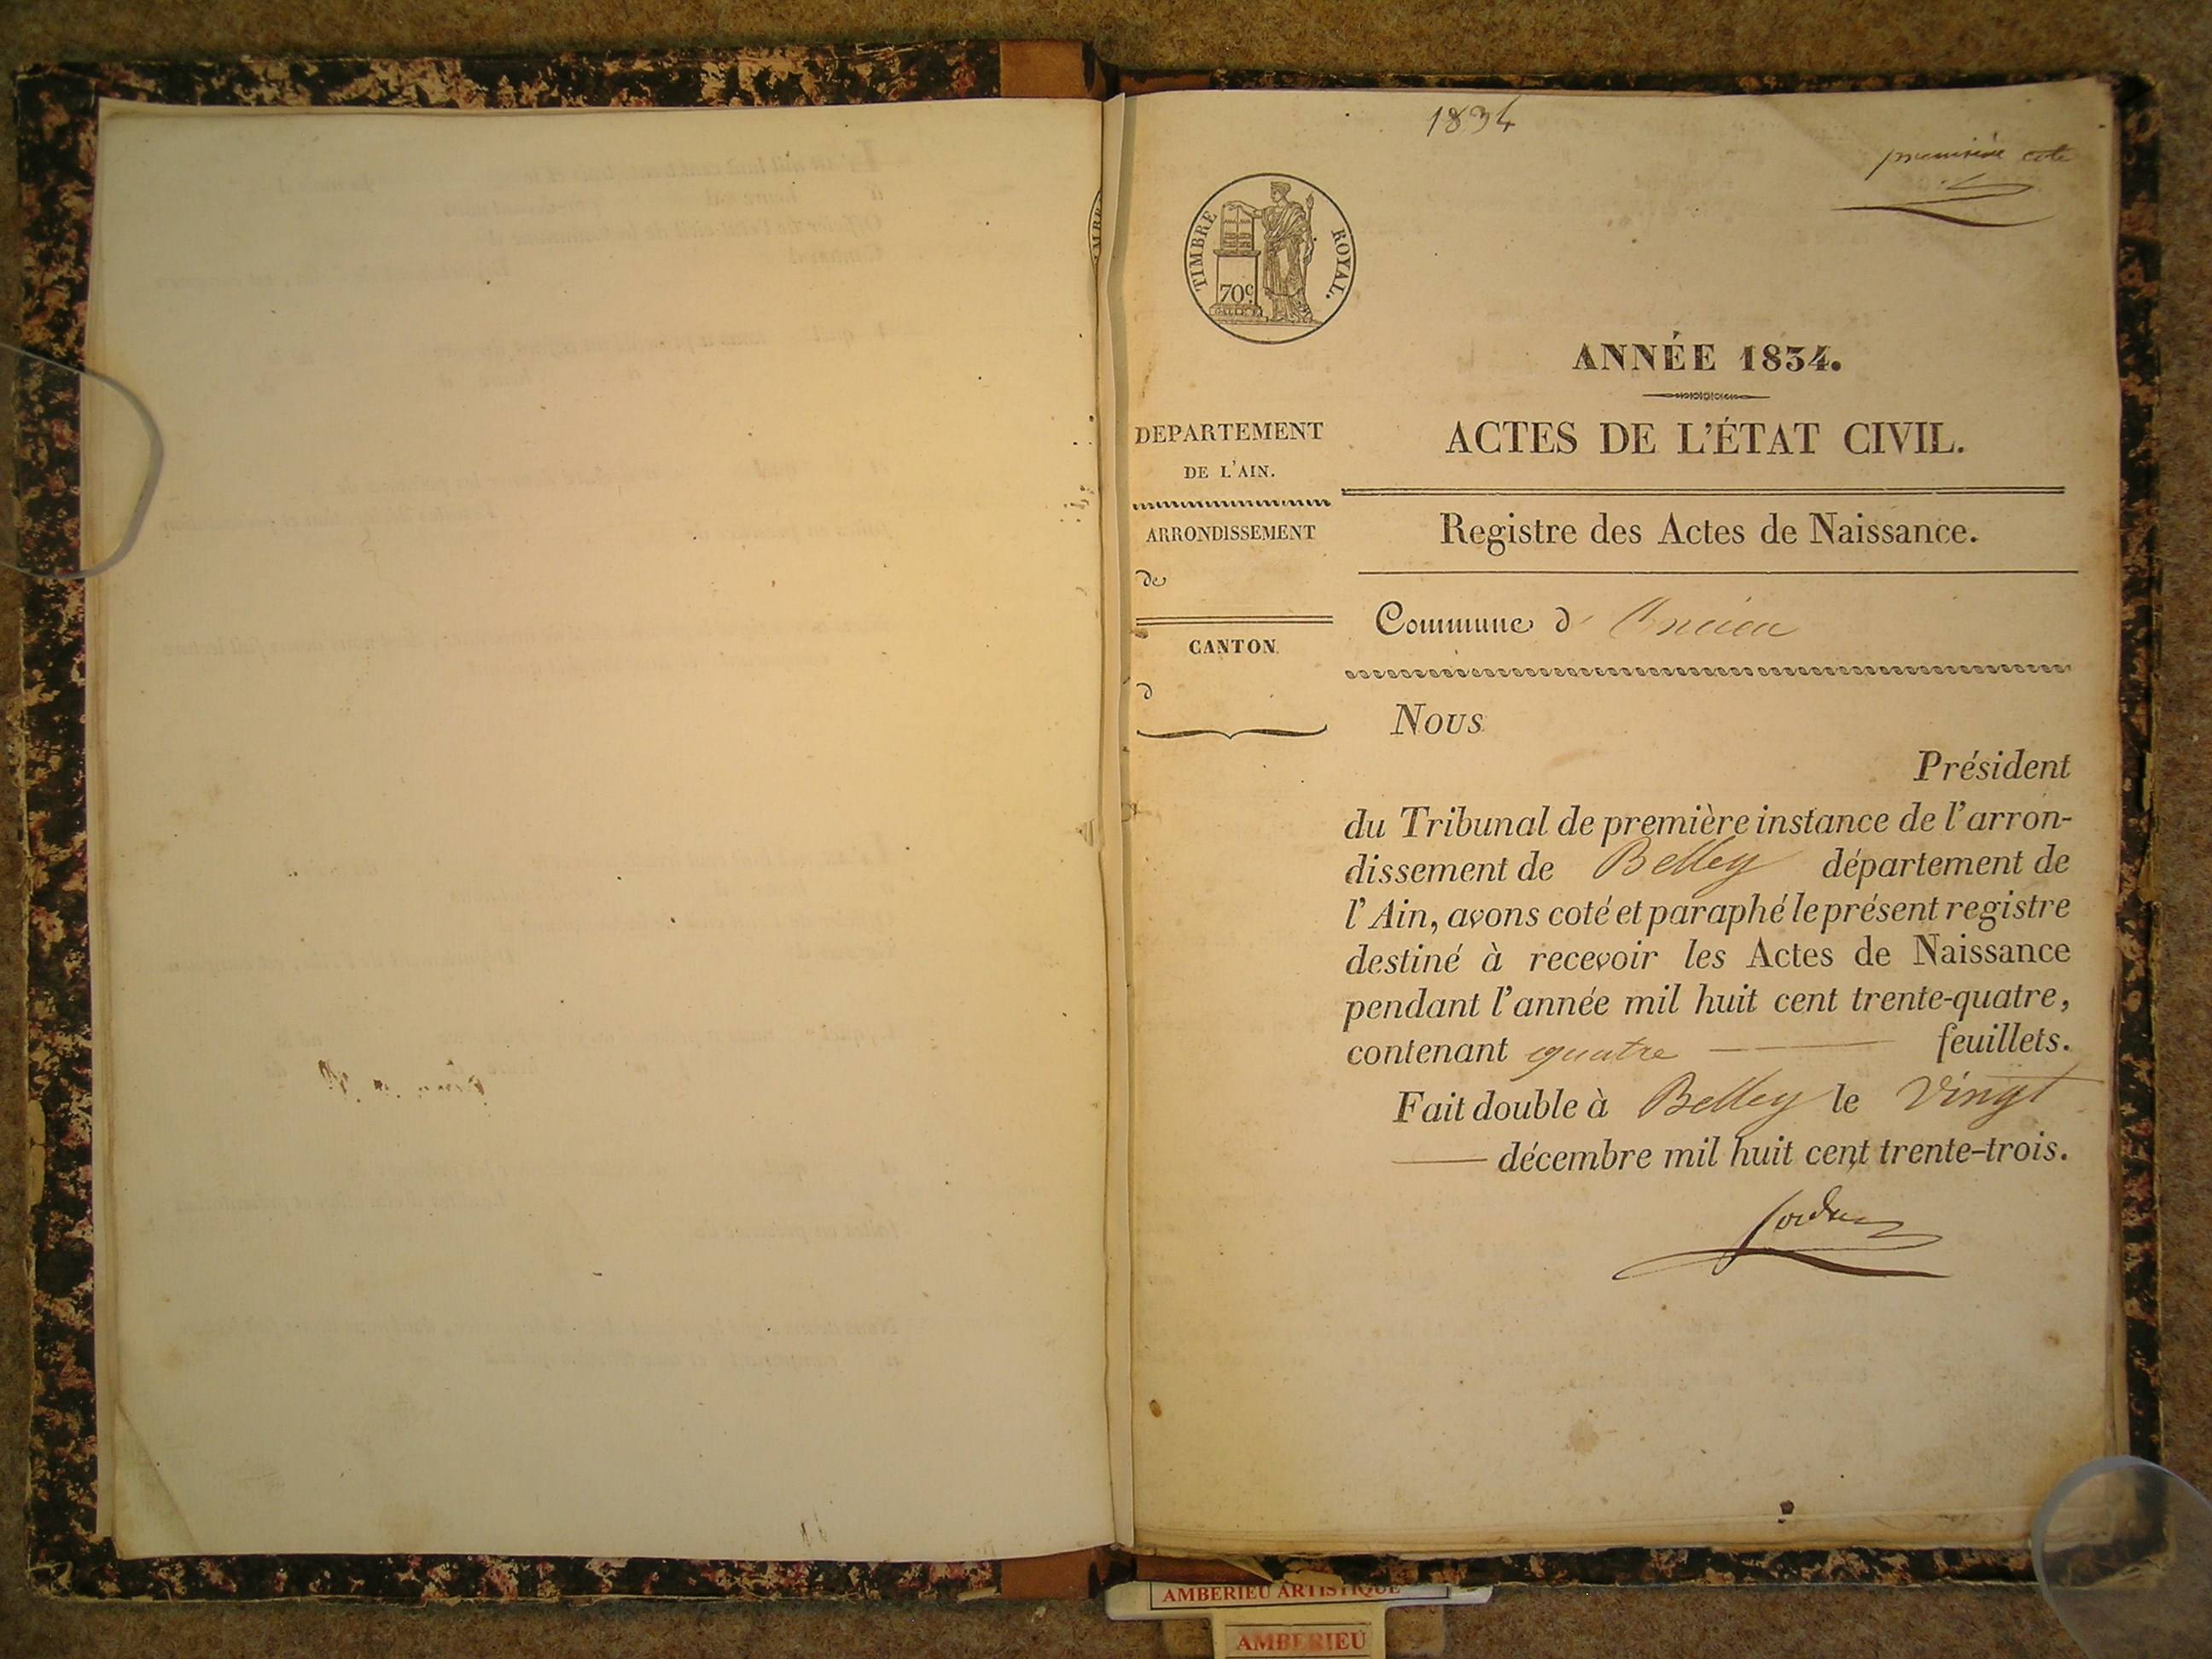 1834
première cote
TIMBRE ROYAL.
70c
ANNÉE 1834.
DEPARTEMENT
DE L'AIN.
ACTES DE L'ÉTAT CIVIL.
ARRONDISSEMENT
de
Registre des Actes de Naissance.
CANTON
d
Commune d'Oncieu
Nous
Président
du Tribunal de première instance de l'arron-
dissement de Belley département de
l'Ain, avons coté et paraphé le présent registre
destiné à recevoir les Actes de Naissance
pendant l'année mil huit cent trente-quatre,
contenant quatre feuillets.
Fait double à Belley le Vingt
décembre mil huit cent trente-trois.
AMBERIEU ARTISTIQUE
AMBERIEU